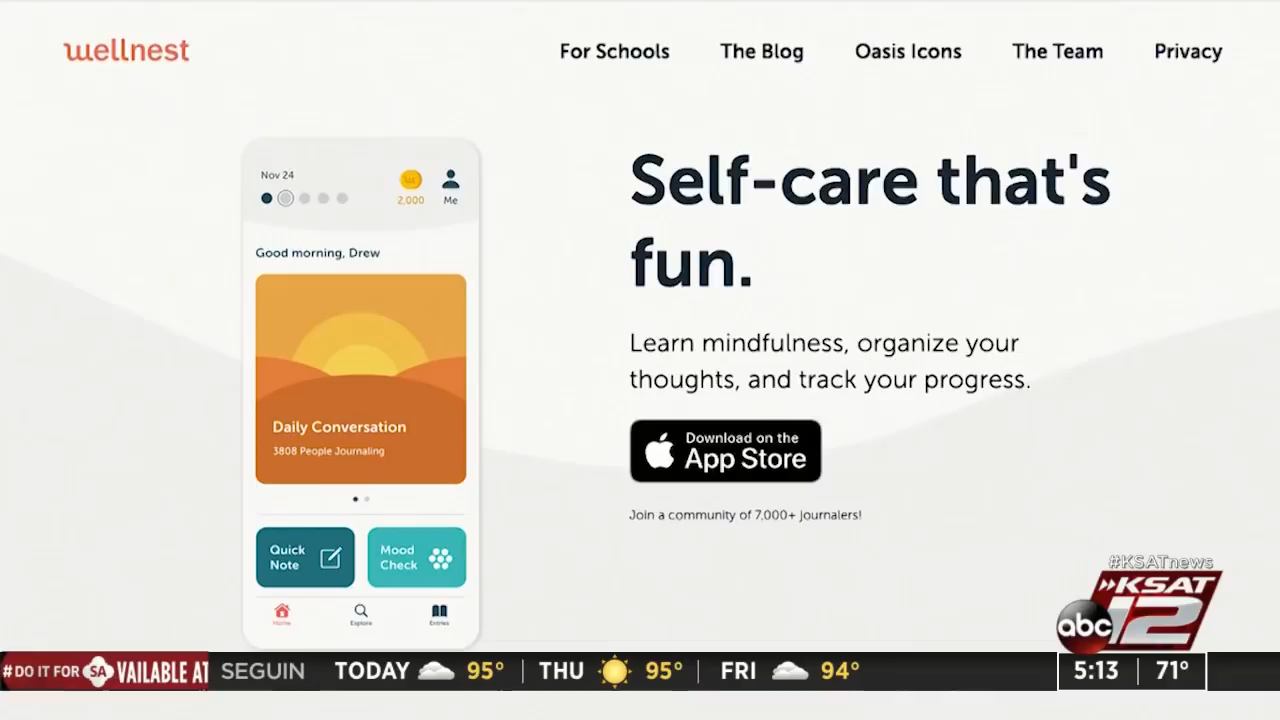 wellnest
For Schools
The Blog
Oasis Icons
The Team
Privacy
Nov 24
2,000
Me
Good morning, Drew
Daily Conversation
3808 People Journaling
Quick
Note
Mood
Check
Home
Explore
Entries
Self-care that's
fun.
Learn mindfulness, organize your
thoughts, and track your progress.
Download on the
App Store
Join a community of 7,000+ journalers!
#KSATnews
KSAT
abc
12
#DO IT FOR SA VAILABLE AT SEGUIN TODAY 95° THU 95° FRI 94° 5:13 71°